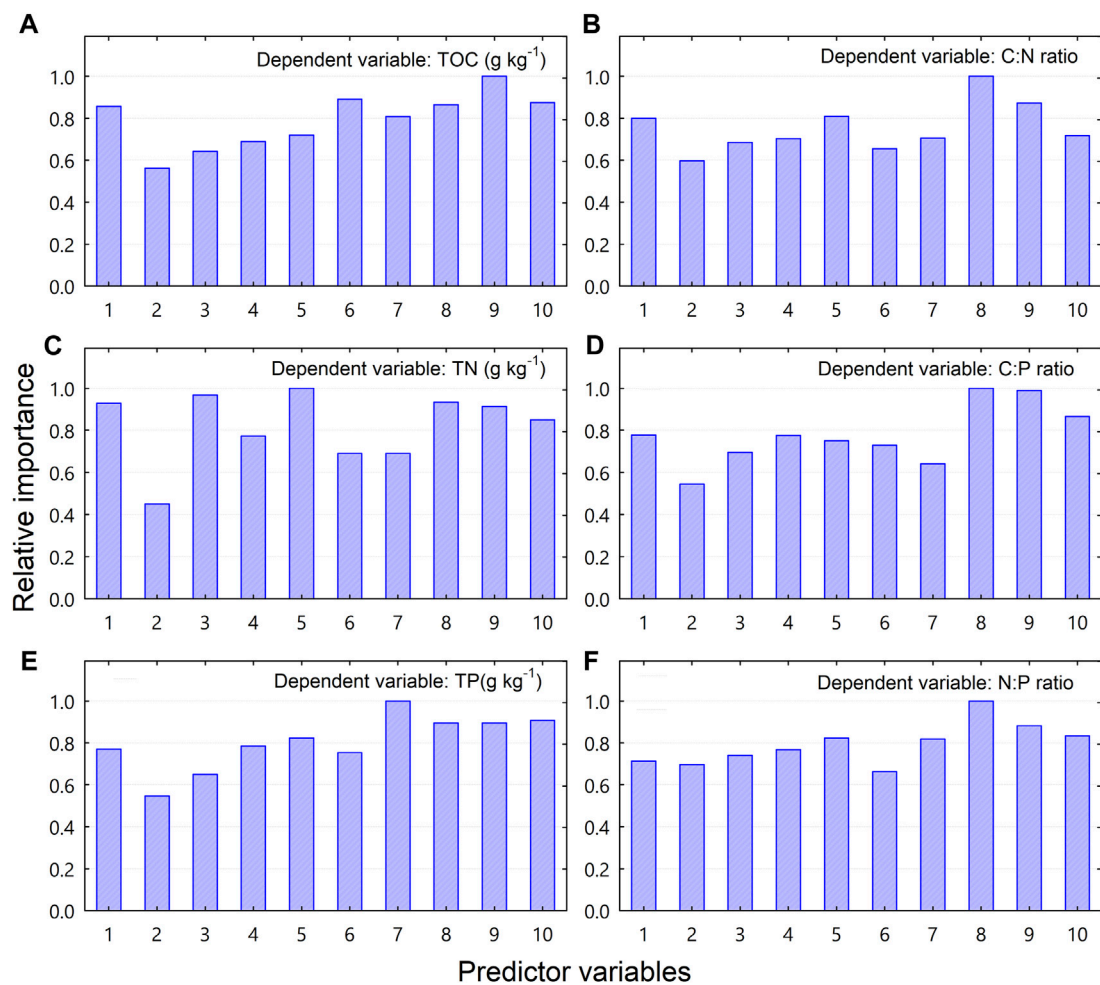 A
Dependent variable: TOC (g kg⁻¹)
1.0
0.8
0.6
0.4
0.2
0.0
1 2 3 4 5 6 7 8 9 10
B
Dependent variable: C:N ratio
1.0
0.8
0.6
0.4
0.2
0.0
1 2 3 4 5 6 7 8 9 10
C
Dependent variable: TN (g kg⁻¹)
1.0
0.8
0.6
0.4
0.2
0.0
1 2 3 4 5 6 7 8 9 10
D
Dependent variable: C:P ratio
1.0
0.8
0.6
0.4
0.2
0.0
1 2 3 4 5 6 7 8 9 10
Relative importance
E
Dependent variable: TP(g kg⁻¹)
1.0
0.8
0.6
0.4
0.2
0.0
1 2 3 4 5 6 7 8 9 10
F
Dependent variable: N:P ratio
1.0
0.8
0.6
0.4
0.2
0.0
1 2 3 4 5 6 7 8 9 10
Predictor variables